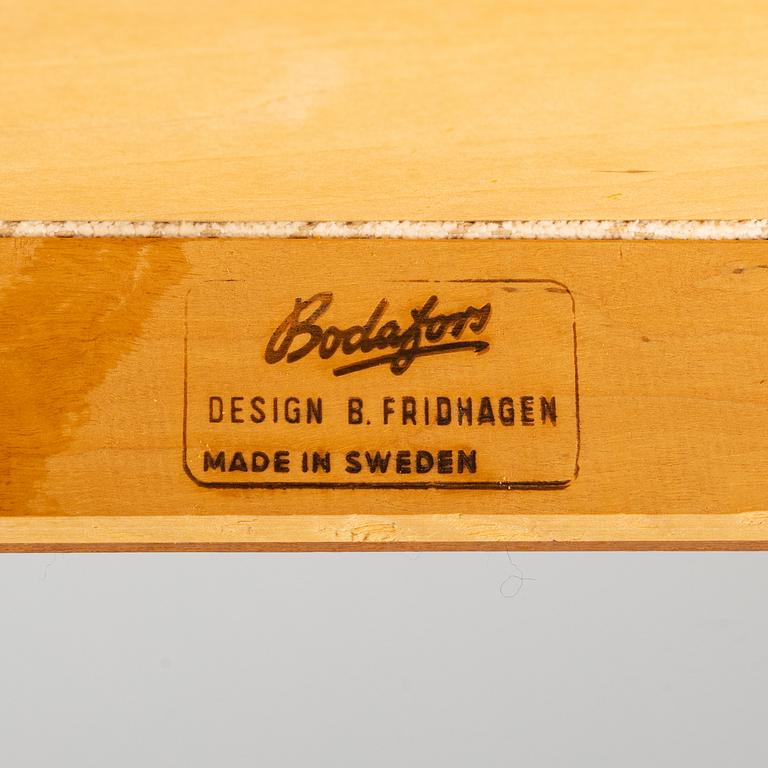 Bodafors
DESIGN B. FRIDHAGEN
MADE IN SWEDEN